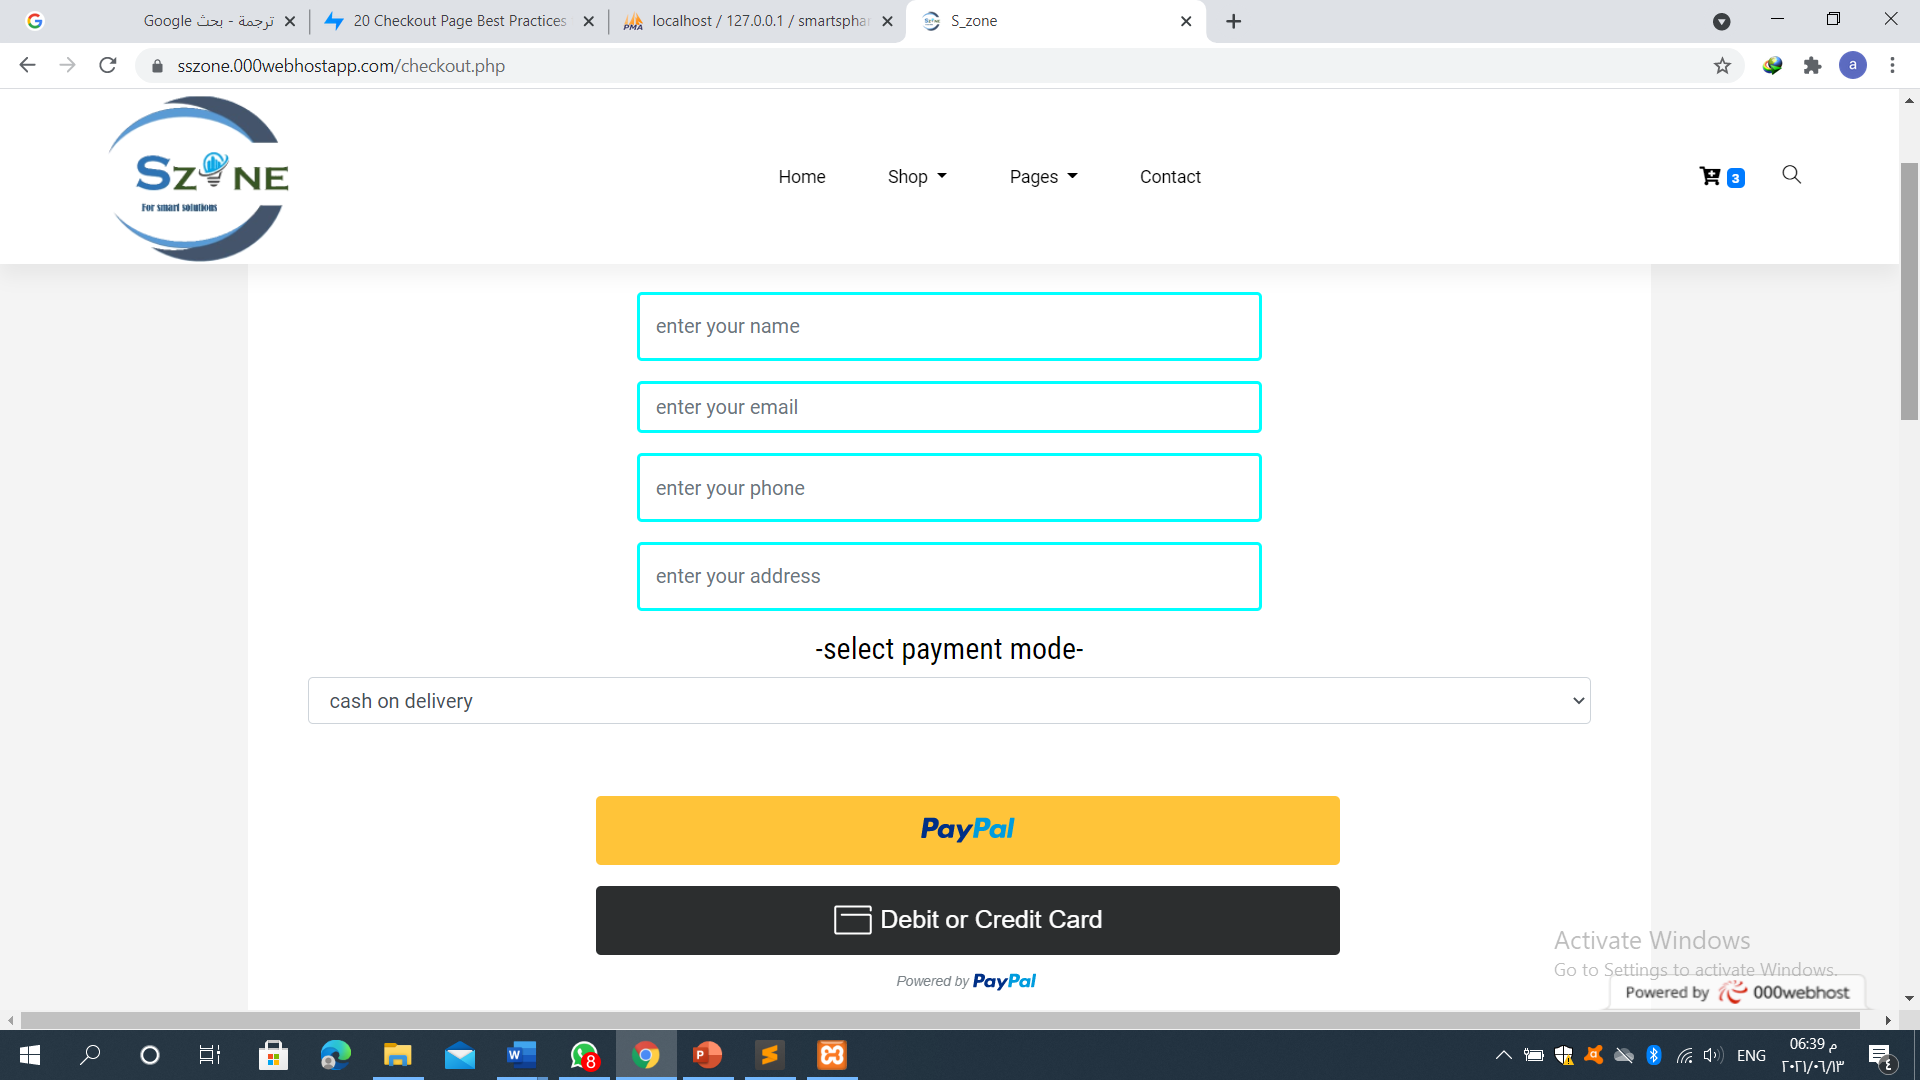 ترجمة - بحث Google
20 Checkout Page Best Practices
localhost / 127.0.0.1 / smartsphar
S_zone
sszone.000webhostapp.com/checkout.php
a
SZONE
For smart solutions
Home
Shop
Pages
Contact
3
enter your name
enter your email
enter your phone
enter your address
-select payment mode-
cash on delivery
PayPal
Debit or Credit Card
Powered by PayPal
Activate Windows
Go to Settings to activate Windows.
Powered by 000webhost
8
ENG
06:39 م
٢٠٢١/٠٦/١٣
٤